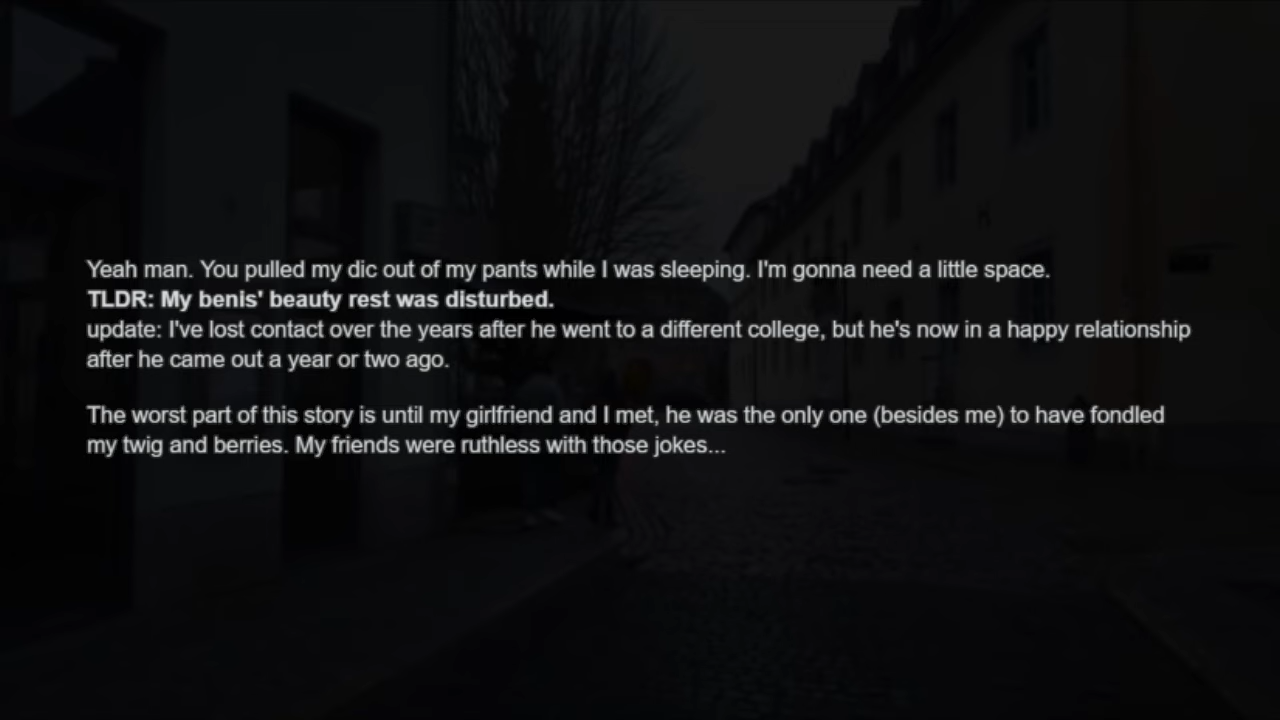 Yeah man. You pulled my dic out of my pants while I was sleeping. I'm gonna need a little space.
TLDR: My benis' beauty rest was disturbed.
update: I've lost contact over the years after he went to a different college, but he's now in a happy relationship
after he came out a year or two ago.
The worst part of this story is until my girlfriend and I met, he was the only one (besides me) to have fondled
my twig and berries. My friends were ruthless with those jokes...